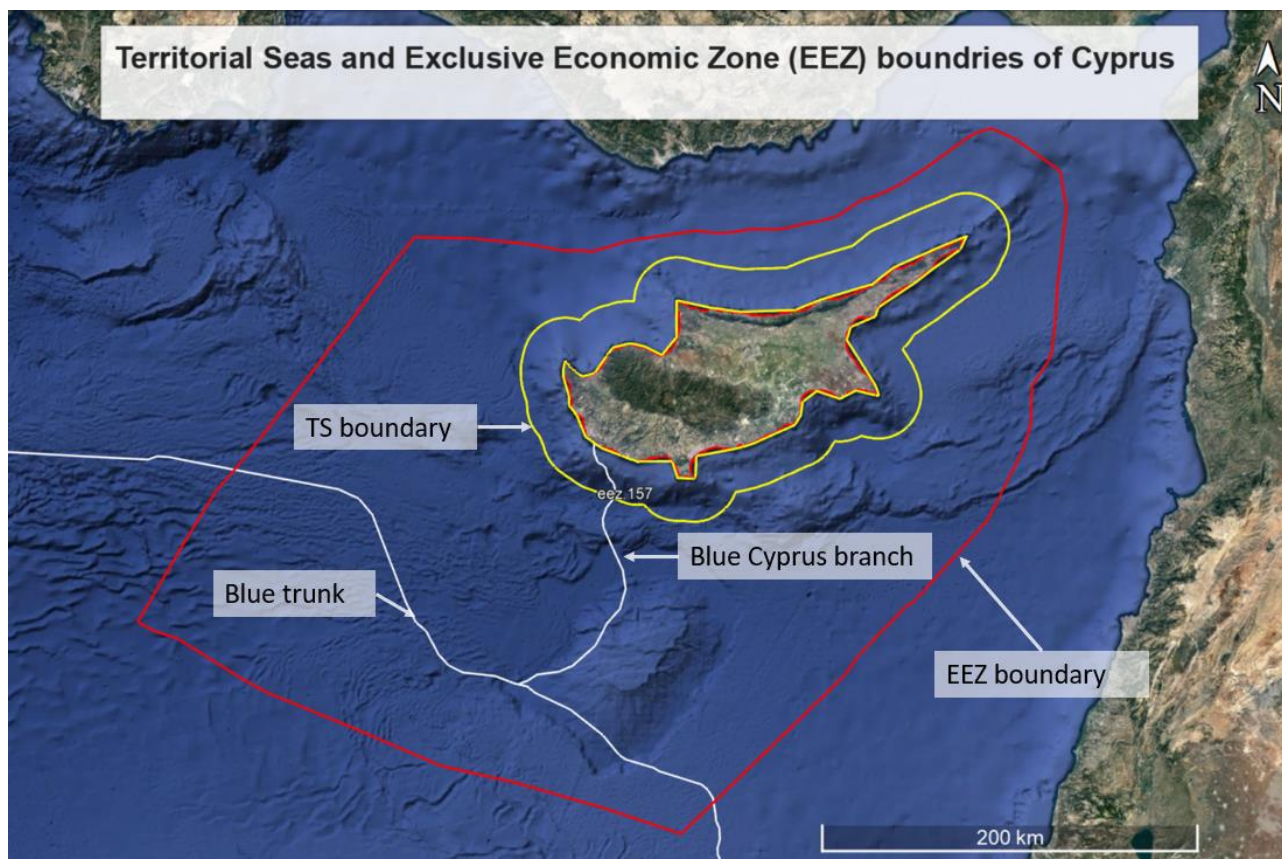 Territorial Seas and Exclusive Economic Zone (EEZ) boundries of Cyprus
N
TS boundary
eez.157
Blue Cyprus branch
Blue trunk
EEZ boundary
200 km